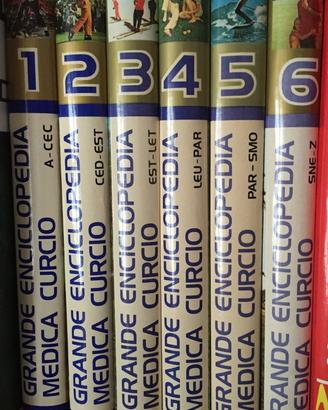 1
A-CEC
GRANDE ENCICLOPEDIA
MEDICA CURCIO
2
CED-EST
GRANDE ENCICLOPEDIA
MEDICA CURCIO
3
EST-LET
GRANDE ENCICLOPEDIA
MEDICA CURCIO
4
LEU-PAR
GRANDE ENCICLOPEDIA
MEDICA CURCIO
5
PAR-SMO
GRANDE ENCICLOPEDIA
MEDICA CURCIO
6
SNE-Z
GRANDE ENCICLOPEDIA
MEDICA CURCIO